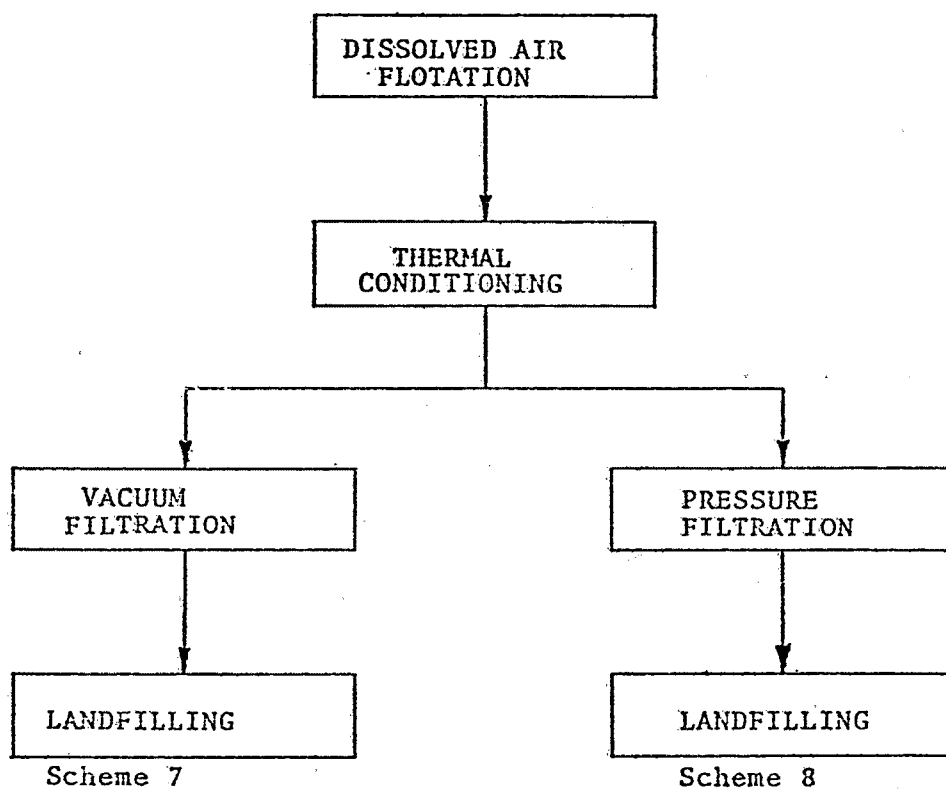 DISSOLVED AIR
FLOTATION
THERMAL
CONDITIONING
VACUUM
FILTRATION
PRESSURE
FILTRATION
LANDFILLING
LANDFILLING
Scheme 7
Scheme 8